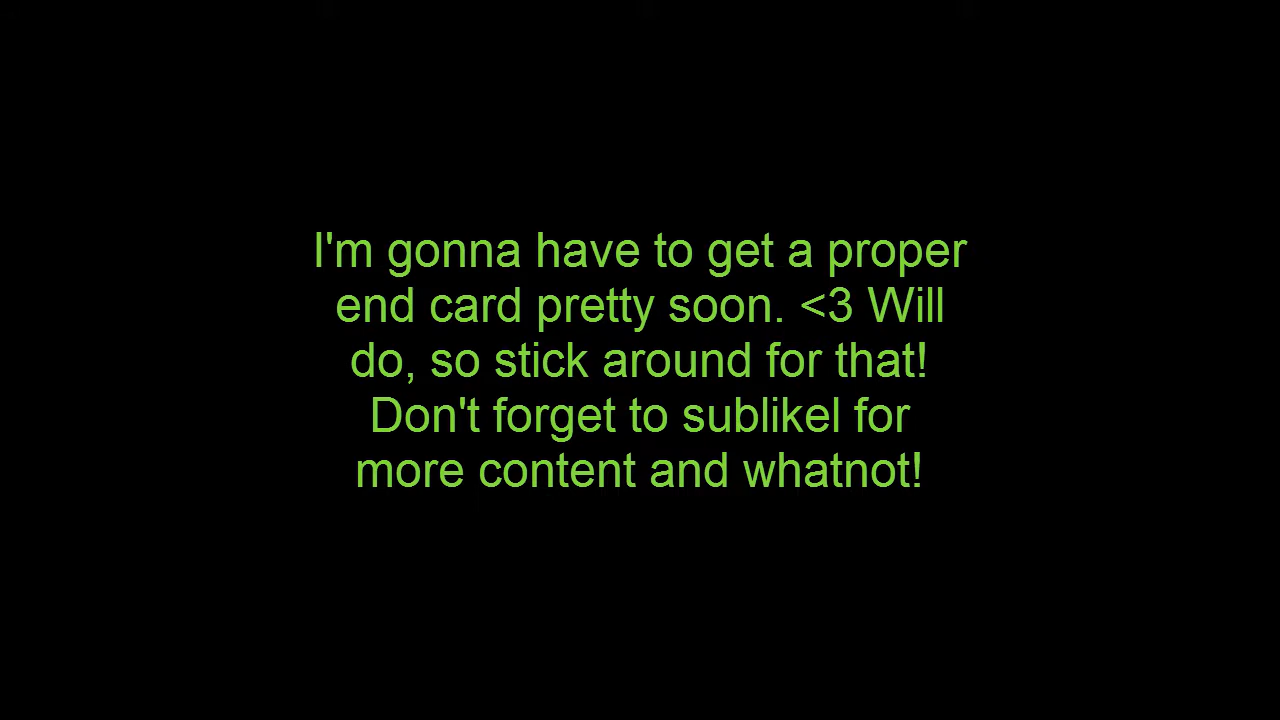 I'm gonna have to get a proper
end card pretty soon. <3 Will
do, so stick around for that!
Don't forget to sublikel for
more content and whatnot!